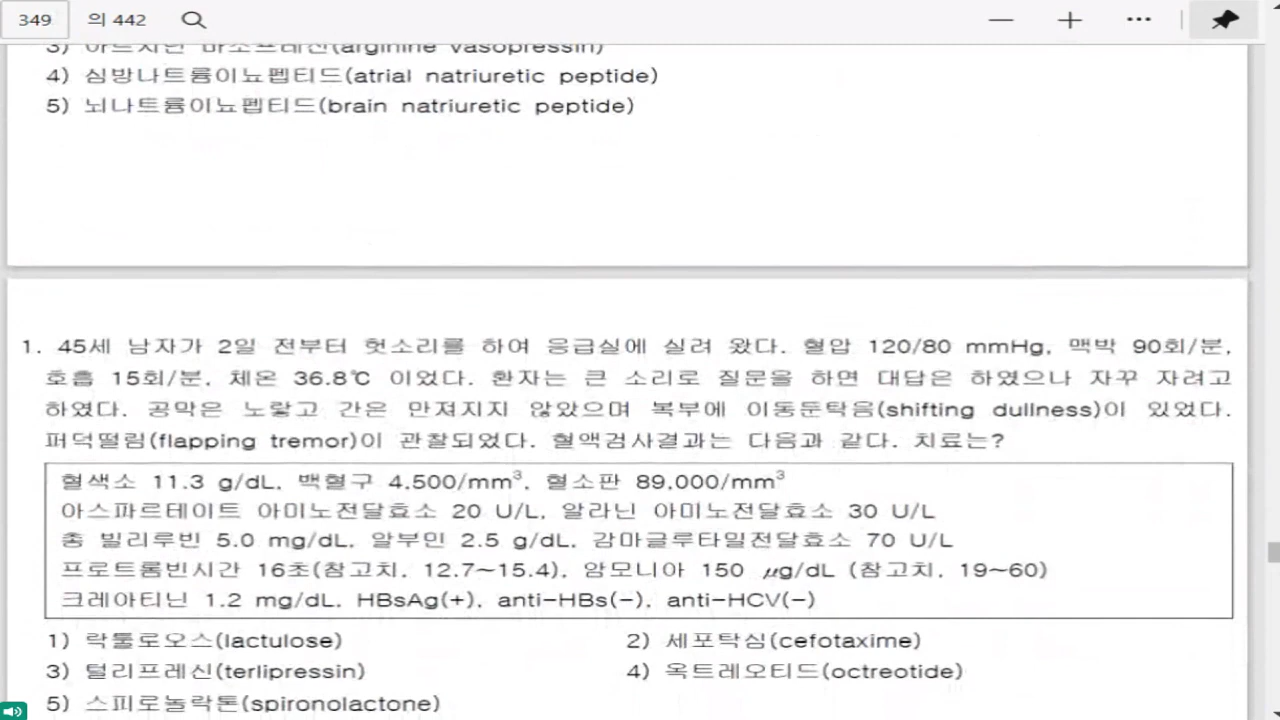 349 의 442
3) 아르지닌 바소프레신(arginine vasopressin)
4) 심방나트륨이뇨펩티드(atrial natriuretic peptide)
5) 뇌나트륨이뇨펩티드(brain natriuretic peptide)
1. 45세 남자가 2일 전부터 헛소리를 하여 응급실에 실려 왔다. 혈압 120/80 mmHg, 맥박 90회/분,
호흡 15회/분, 체온 36.8℃ 이었다. 환자는 큰 소리로 질문을 하면 대답은 하였으나 자꾸 자려고
하였다. 공막은 노랗고 간은 만져지지 않았으며 복부에 이동둔탁음(shifting dullness)이 있었다.
퍼덕떨림(flapping tremor)이 관찰되었다. 혈액검사결과는 다음과 같다. 치료는?
혈색소 11.3 g/dL, 백혈구 4,500/mm³, 혈소판 89,000/mm³
아스파르테이트 아미노전달효소 20 U/L, 알라닌 아미노전달효소 30 U/L
총 빌리루빈 5.0 mg/dL, 알부민 2.5 g/dL, 감마글루타밀전달효소 70 U/L
프로트롬빈시간 16초(참고치, 12.7~15.4), 암모니아 150 μg/dL (참고치, 19~60)
크레아티닌 1.2 mg/dL, HBsAg(+), anti-HBs(-), anti-HCV(-)
1) 락툴로오스(lactulose)
2) 세포탁심(cefotaxime)
3) 털리프레신(terlipressin)
4) 옥트레오티드(octreotide)
5) 스피로놀락톤(spironolactone)